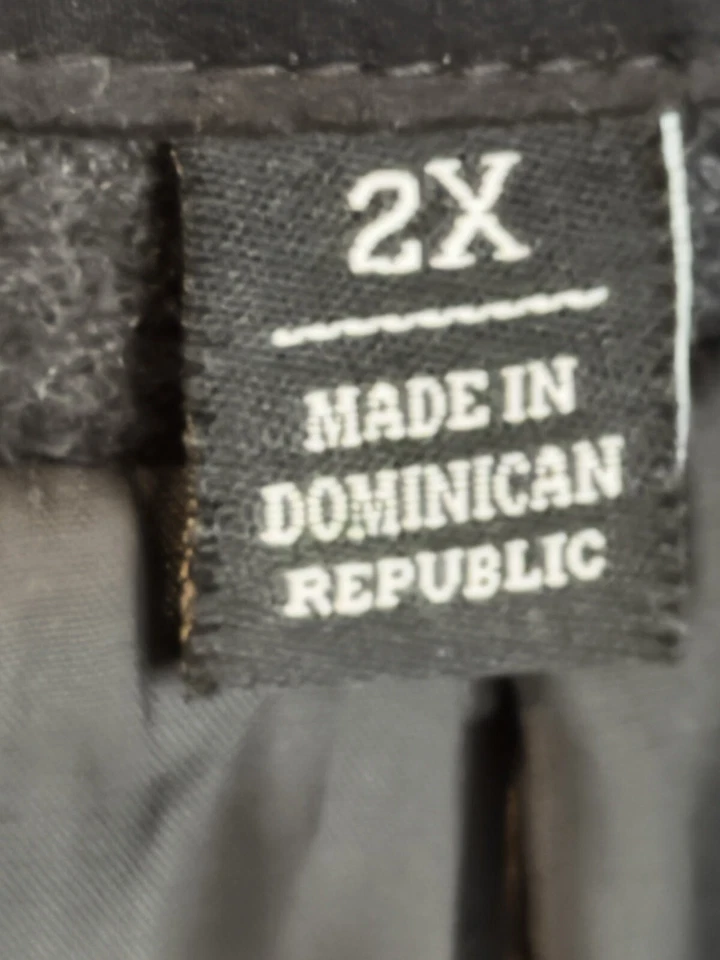 2X
MADE IN
DOMINICAN
REPUBLIC